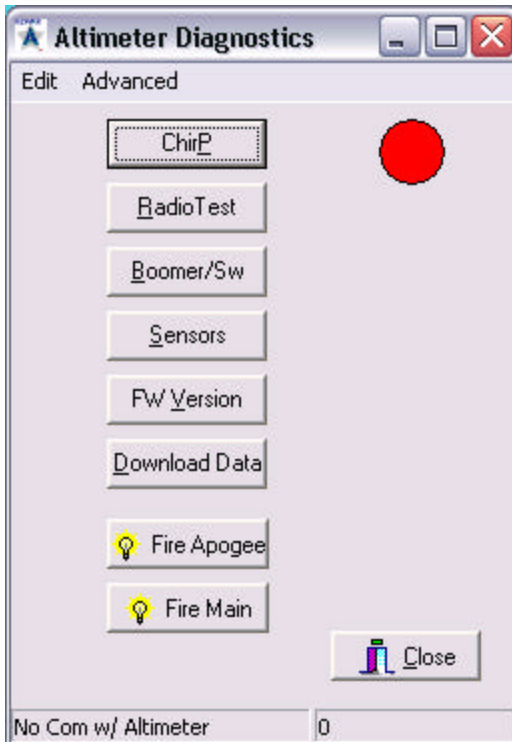 Altimeter Diagnostics
Edit Advanced
ChirP
RadioTest
Boomer/Sw
Sensors
FW Version
Download Data
Fire Apogee
Fire Main
Close
No Com w/ Altimeter 0